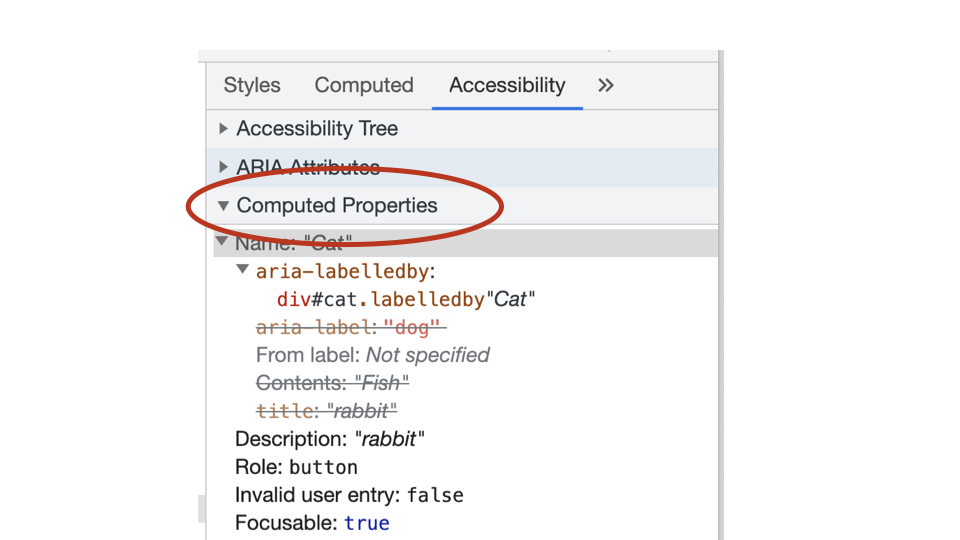 Styles Computed Accessibility »
Accessibility Tree
ARIA Attributes
Computed Properties
Name: "Cat"
aria-labelledby:
div#cat.labelledby"Cat"
aria-label: "dog"
From label: Not specified
Contents: "Fish"
title: "rabbit"
Description: "rabbit"
Role: button
Invalid user entry: false
Focusable: true